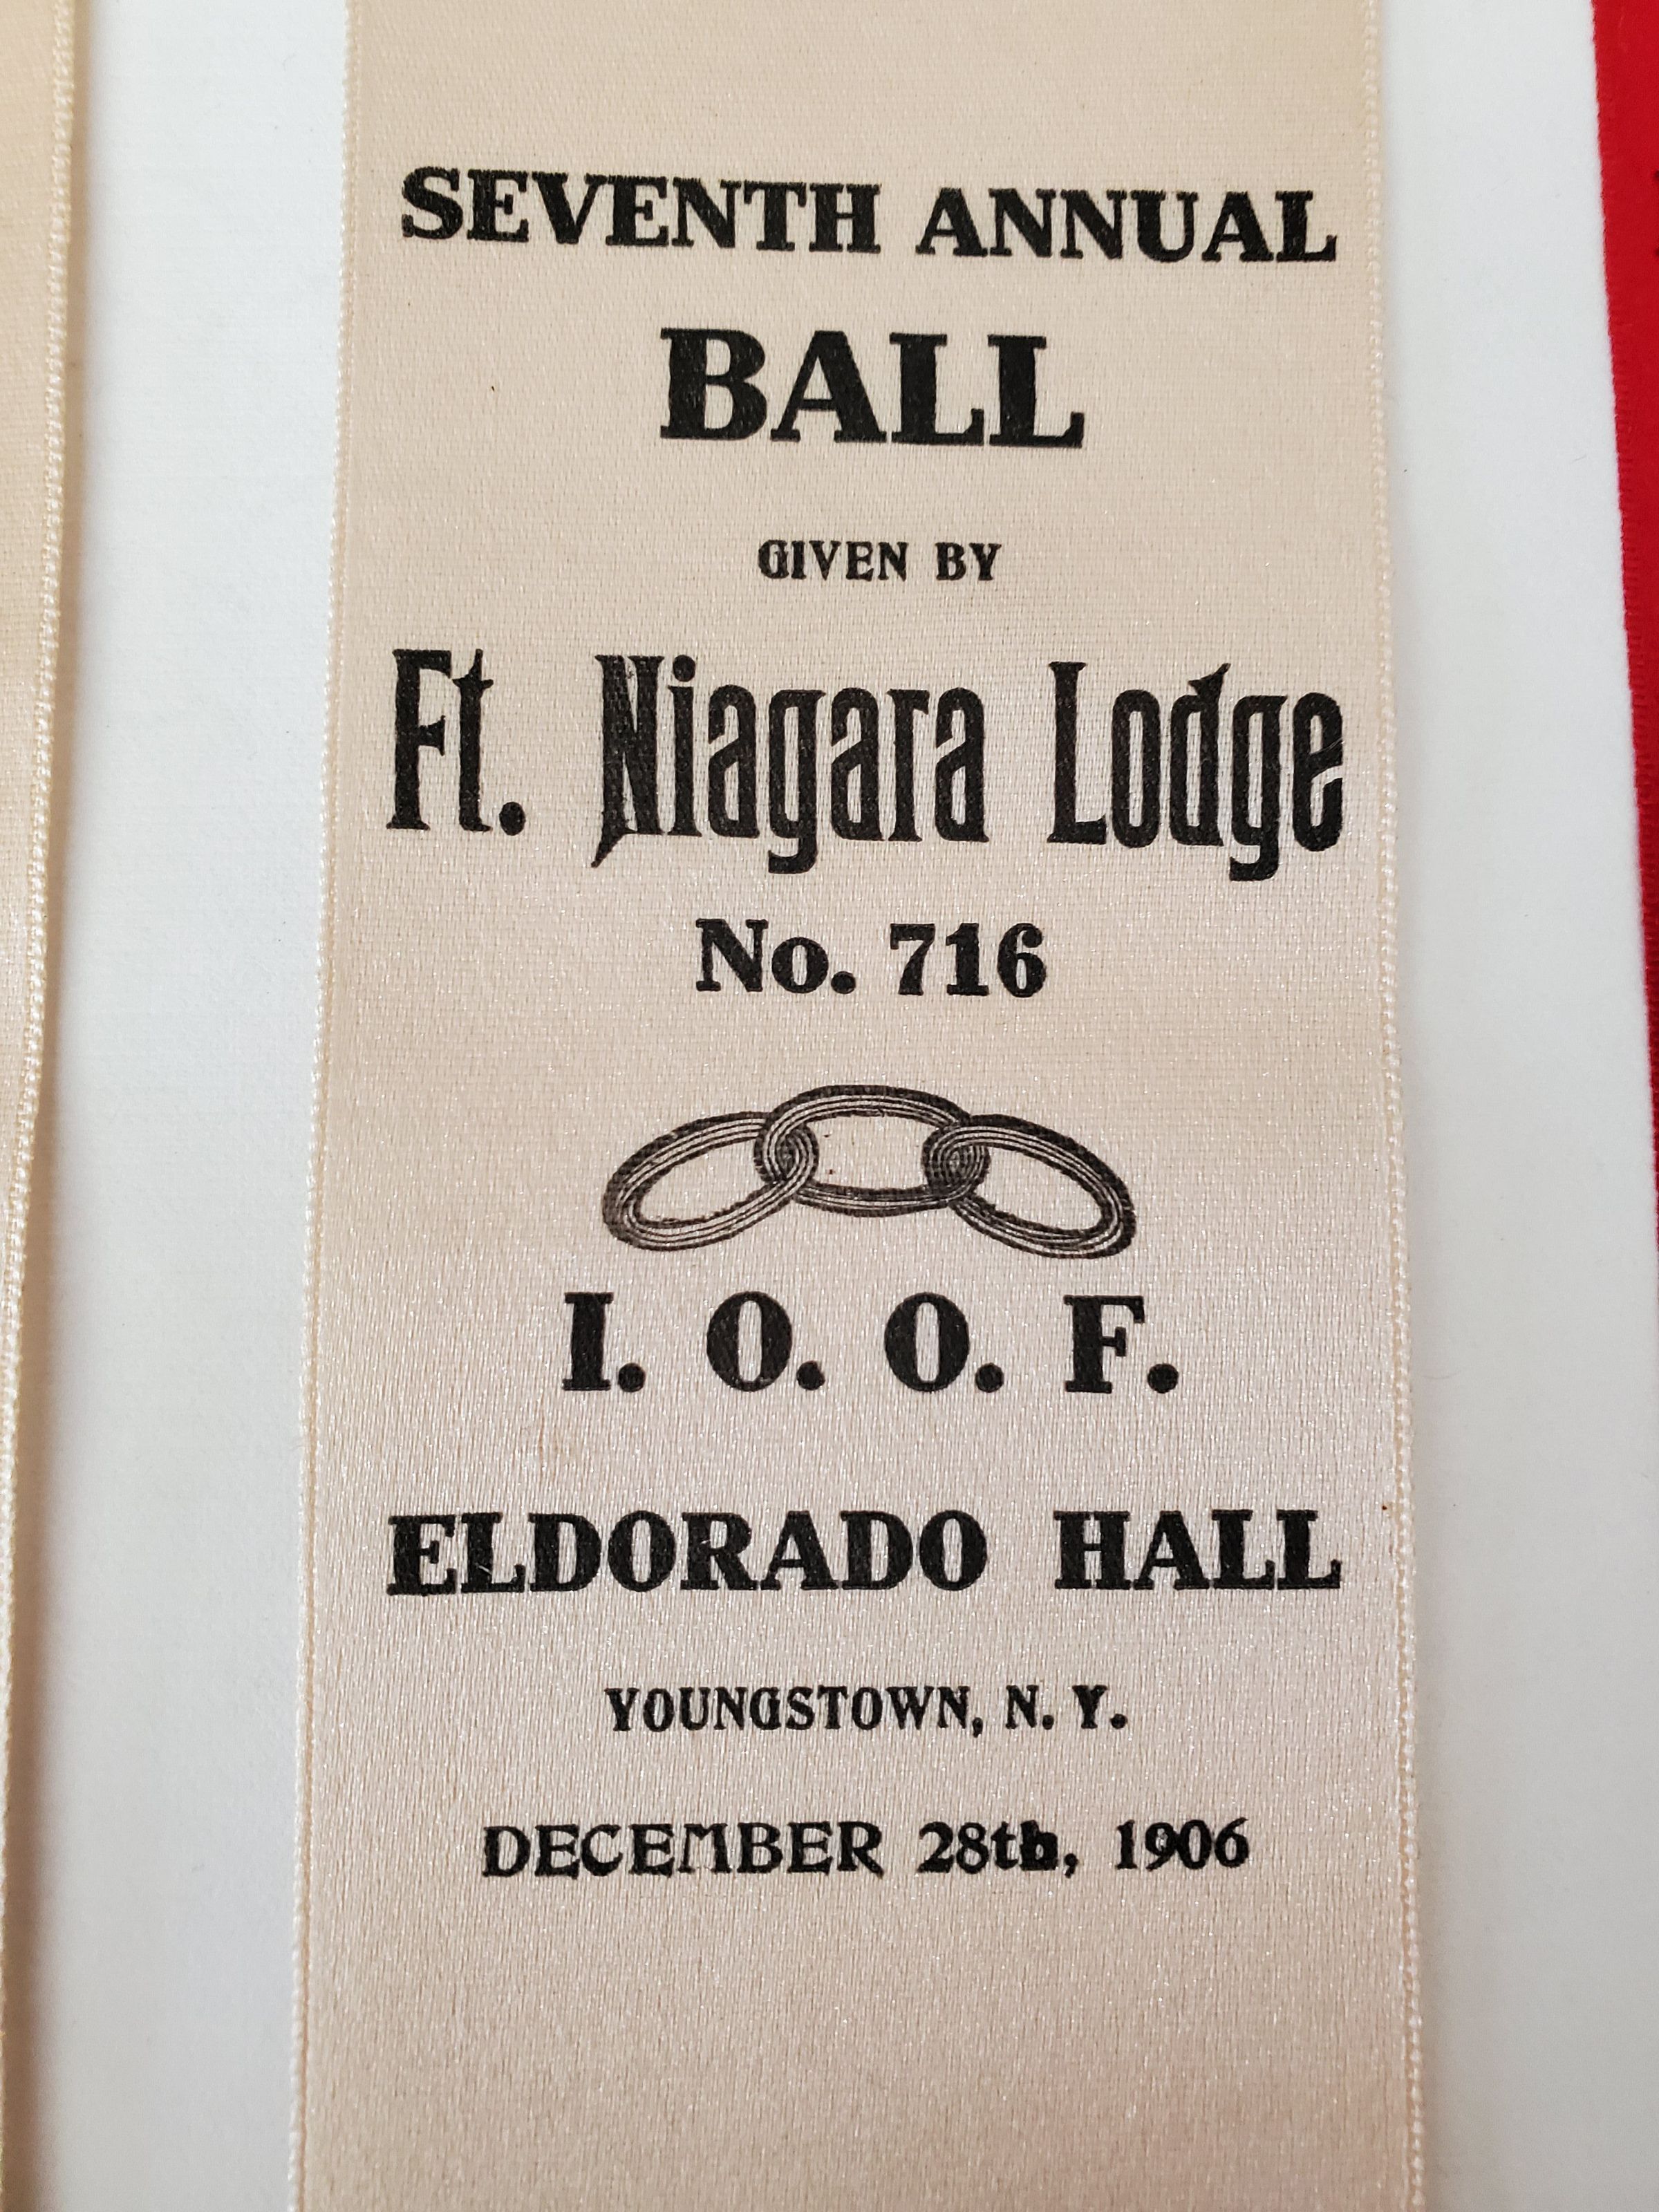 SEVENTH ANNUAL
BALL
GIVEN BY
Ft. Niagara Lodge
No. 716
I. O. O. F.
ELDORADO HALL
YOUNGSTOWN, N. Y.
DECEMBER 28th, 1906